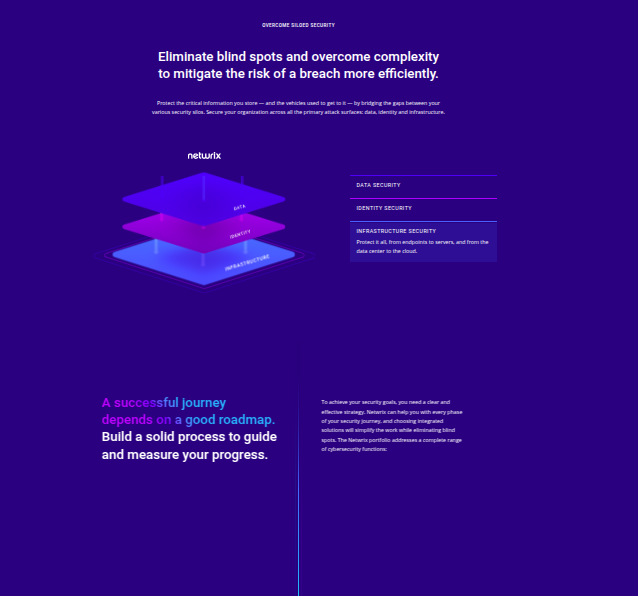 OVERCOME SILOED SECURITY
Eliminate blind spots and overcome complexity
to mitigate the risk of a breach more efficiently.
Protect the critical information you store — and the vehicles used to get to it — by bridging the gaps between your
various security silos. Secure your organization across all the primary attack surfaces: data, identity and infrastructure.
netwrix
DATA
IDENTITY
INFRASTRUCTURE
DATA SECURITY
IDENTITY SECURITY
INFRASTRUCTURE SECURITY
Protect it all, from endpoints to servers, and from the
data center to the cloud.
A successful journey
depends on a good roadmap.
Build a solid process to guide
and measure your progress.
To achieve your security goals, you need a clear and
effective strategy. Netwrix can help you with every phase
of your security journey, and choosing integrated
solutions will simplify the work while eliminating blind
spots. The Netwrix portfolio addresses a complete range
of cybersecurity functions: